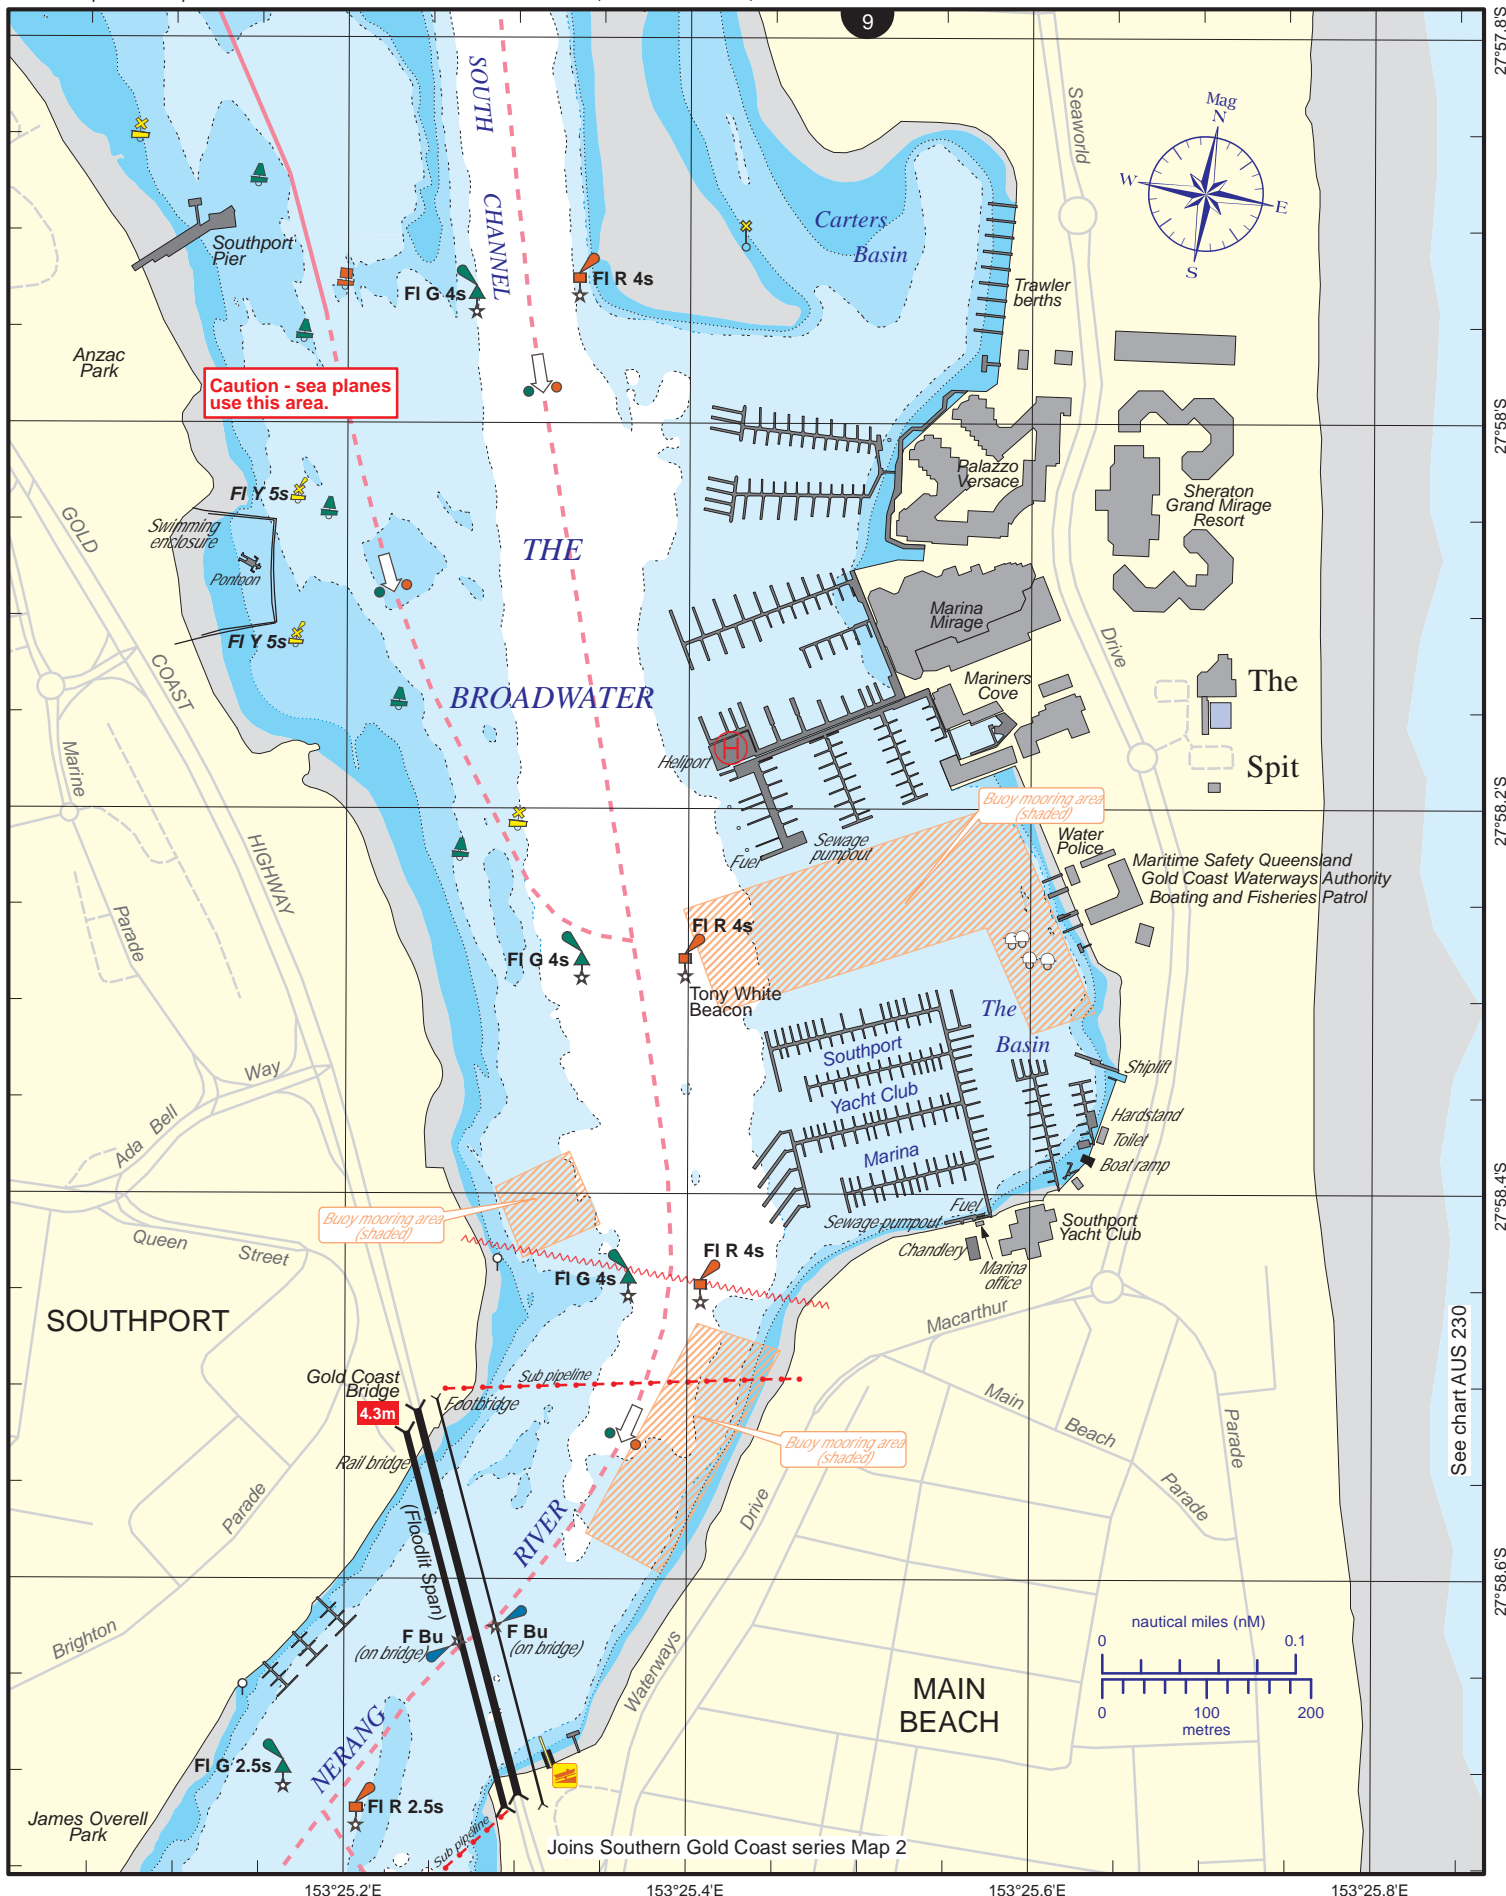 9
27°57.8'S
Mag
N
W
E
S
SOUTH
CHANNEL
Seaworld
Carters
Basin
Southport
Pier
Fl G 4s
Fl R 4s
Trawler
berths
Anzac
Park
Caution - sea planes
use this area.
27°58'S
Palazzo
Versace
Sheraton
Grand Mirage
Resort
Fl Y 5s
Swimming
enclosure
Pontoon
GOLD
THE
Marina
Mirage
Fl Y 5s
Drive
COAST
BROADWATER
Mariners
Cove
The
Marine
H
Heliport
Spit
Buoy mooring area
(shaded)
27°58.2'S
Sewage
pumpout
Fuel
Water
Police
Maritime Safety Queensland
Gold Coast Waterways Authority
Boating and Fisheries Patrol
HIGHWAY
Parade
Fl R 4s
Fl G 4s
Tony White
Beacon
The
Basin
Southport
Yacht Club
Marina
Shiplift
Hardstand
Toilet
Boat ramp
Way
Ada Bell
27°58.4'S
Buoy mooring area
(shaded)
Fuel
Sewage pumpout
Chandlery
Marina
office
Southport
Yacht Club
Queen
Street
Fl R 4s
Fl G 4s
SOUTHPORT
Macarthur
See chart AUS 230
Gold Coast
Bridge
4.3m
Sub pipeline
Footbridge
Rail bridge
Main
Beach
Parade
Parade
Buoy mooring area
(shaded)
Parade
(Floodlit Span)
Drive
RIVER
27°58.6'S
Brighton
F Bu
(on bridge)
F Bu
(on bridge)
Waterways
nautical miles (nM)
0
0.1
0
100
200
metres
MAIN
BEACH
NERANG
Fl G 2.5s
Fl R 2.5s
James Overell
Park
Sub pipeline
Joins Southern Gold Coast series Map 2
153°25.2'E
153°25.4'E
153°25.6'E
153°25.8'E